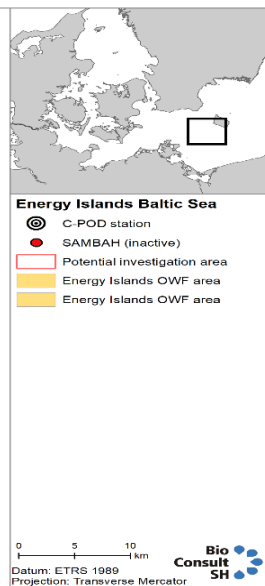 Energy Islands Baltic Sea
C-POD station
SAMBAH (inactive)
Potential investigation area
Energy Islands OWF area
Energy Islands OWF area
0 5 10
km
Datum: ETRS 1989
Projection: Transverse Mercator
Bio
Consult
SH